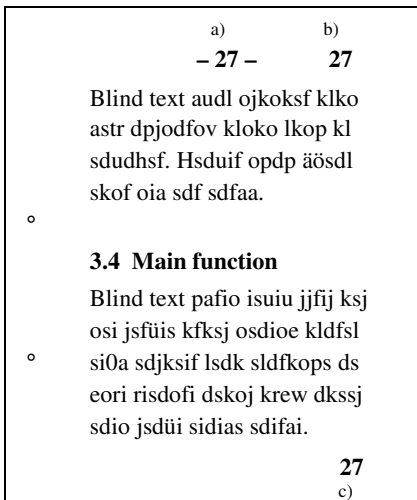 a) b)
– 27 – 27
Blind text audl ojkoksf klko
astr dpjodfov kloko lkop kl
sdudhsf. Hsduif opdp äösdl
skof oia sdf sdfaa.
3.4 Main function
Blind text pafio isuiu jjfij ksj
osi jsfüis kfksj osdioe kldfsl
si0a sdjksif lsdk sldfkops ds
eori risdofi dskoj krew dkssj
sdio jsdüi sidias sdifai.
27
c)